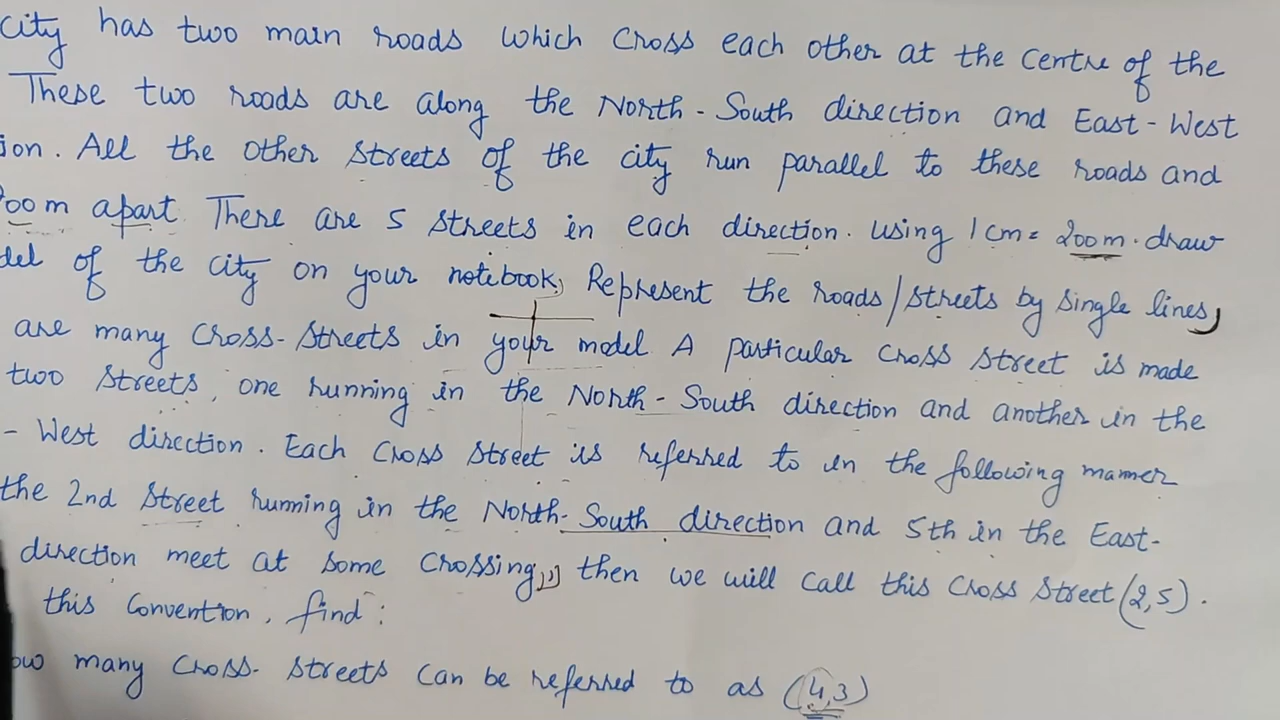 city has two main roads which cross each other at the centre of the
These two roads are along the North-South direction and East-West
ion. All the other streets of the city run parallel to these roads and
00m apart. There are 5 streets in each direction. using 1cm = 200m. draw
del of the city on your notebook, Represent the roads/streets by single lines,
are many cross-streets in your model A particular cross street is made
two streets, one running in the North-South direction and another in the
- West direction. Each cross street is referred to in the following manner
the 2nd street running in the North-South direction and 5th in the East-
direction meet at some crossing, then we will call this cross street (2,5).
this convention, find:
ow many cross-streets can be referred to as (4,3)